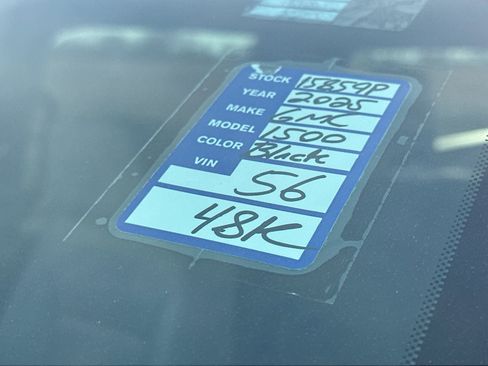 STOCK 15859P
YEAR 2025
MAKE GMC
MODEL 1500
COLOR Black
VIN 56
48K